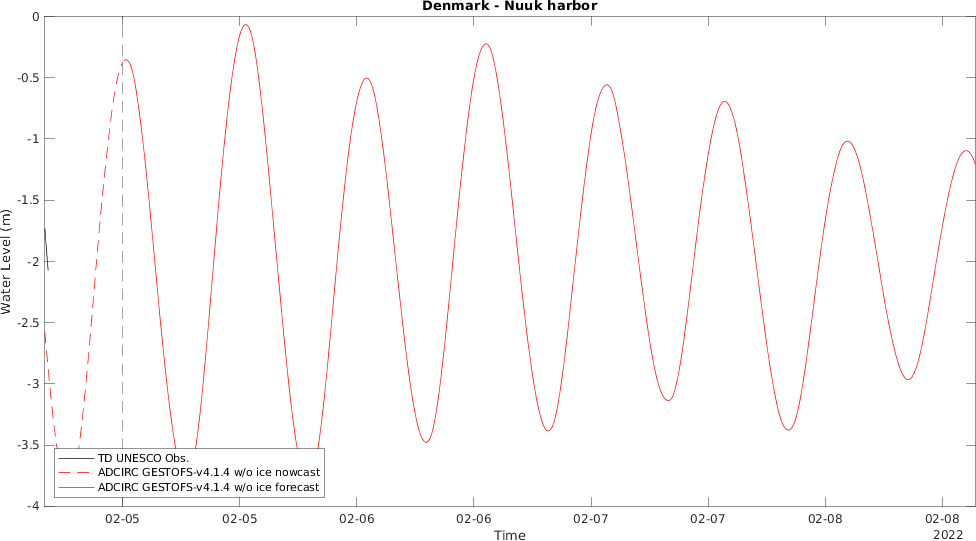 Denmark - Nuuk harbor
0
-0.5
-1
-1.5
-2
-2.5
-3
-3.5
-4
Water Level (m)
TD UNESCO Obs.
ADCIRC GESTOFS-v4.1.4 w/o ice nowcast
ADCIRC GESTOFS-v4.1.4 w/o ice forecast
02-05 02-05 02-06 02-06 02-07 02-07 02-08 02-08
Time
2022